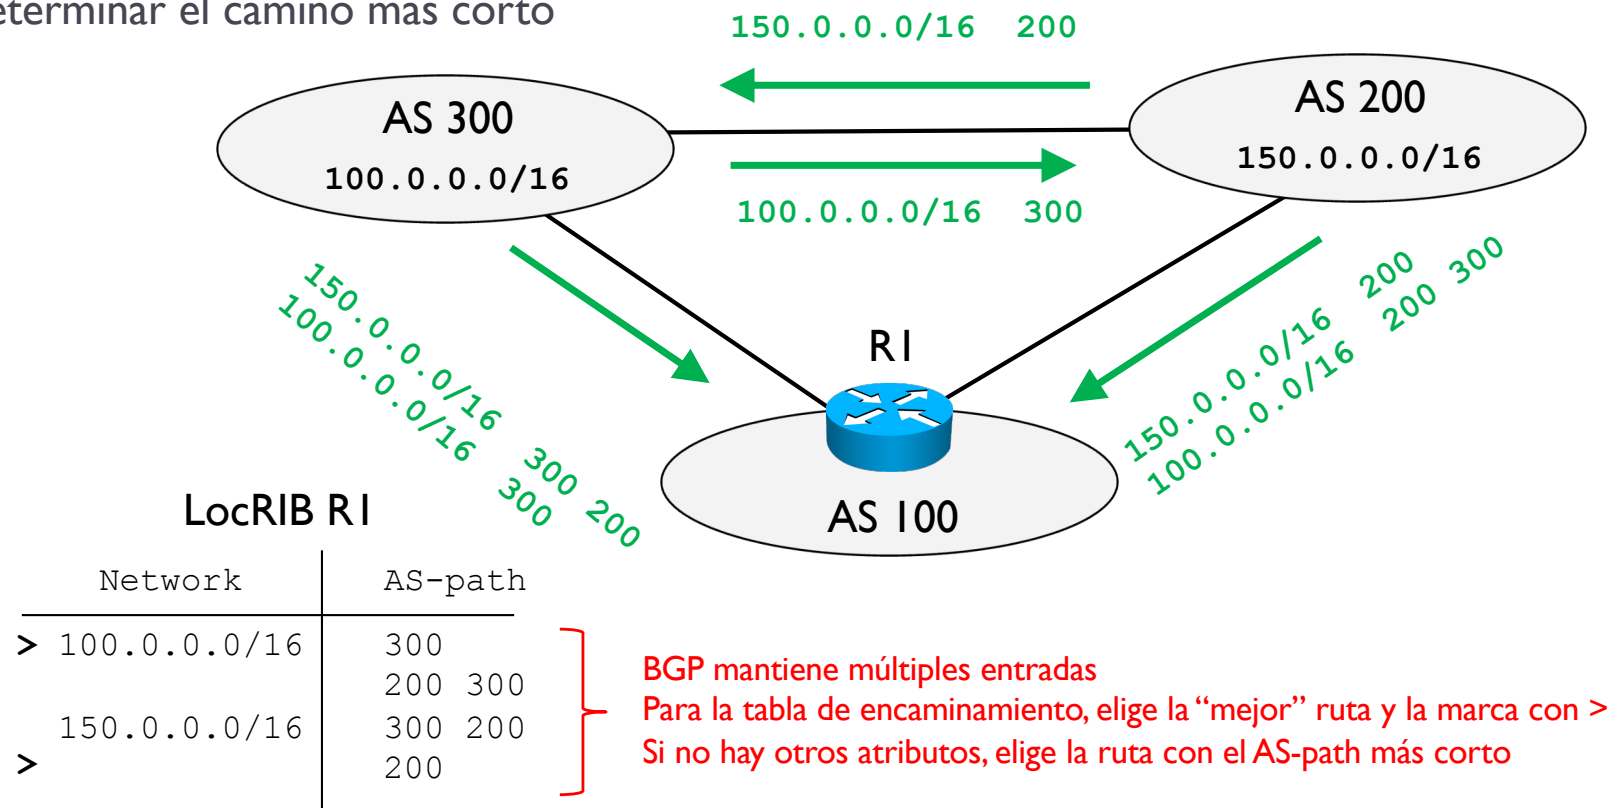 eterminar el camino más corto
150.0.0.0/16 200
AS 300
100.0.0.0/16
AS 200
150.0.0.0/16
100.0.0.0/16 300
150.0.0.0/16 300 200
100.0.0.0/16 300
150.0.0.0/16 200
100.0.0.0/16 200 300
R1
AS 100
LocRIB R1
Network AS-path
> 100.0.0.0/16 300
200 300
150.0.0.0/16 300 200
> 200
BGP mantiene múltiples entradas
Para la tabla de encaminamiento, elige la “mejor” ruta y la marca con >
Si no hay otros atributos, elige la ruta con el AS-path más corto